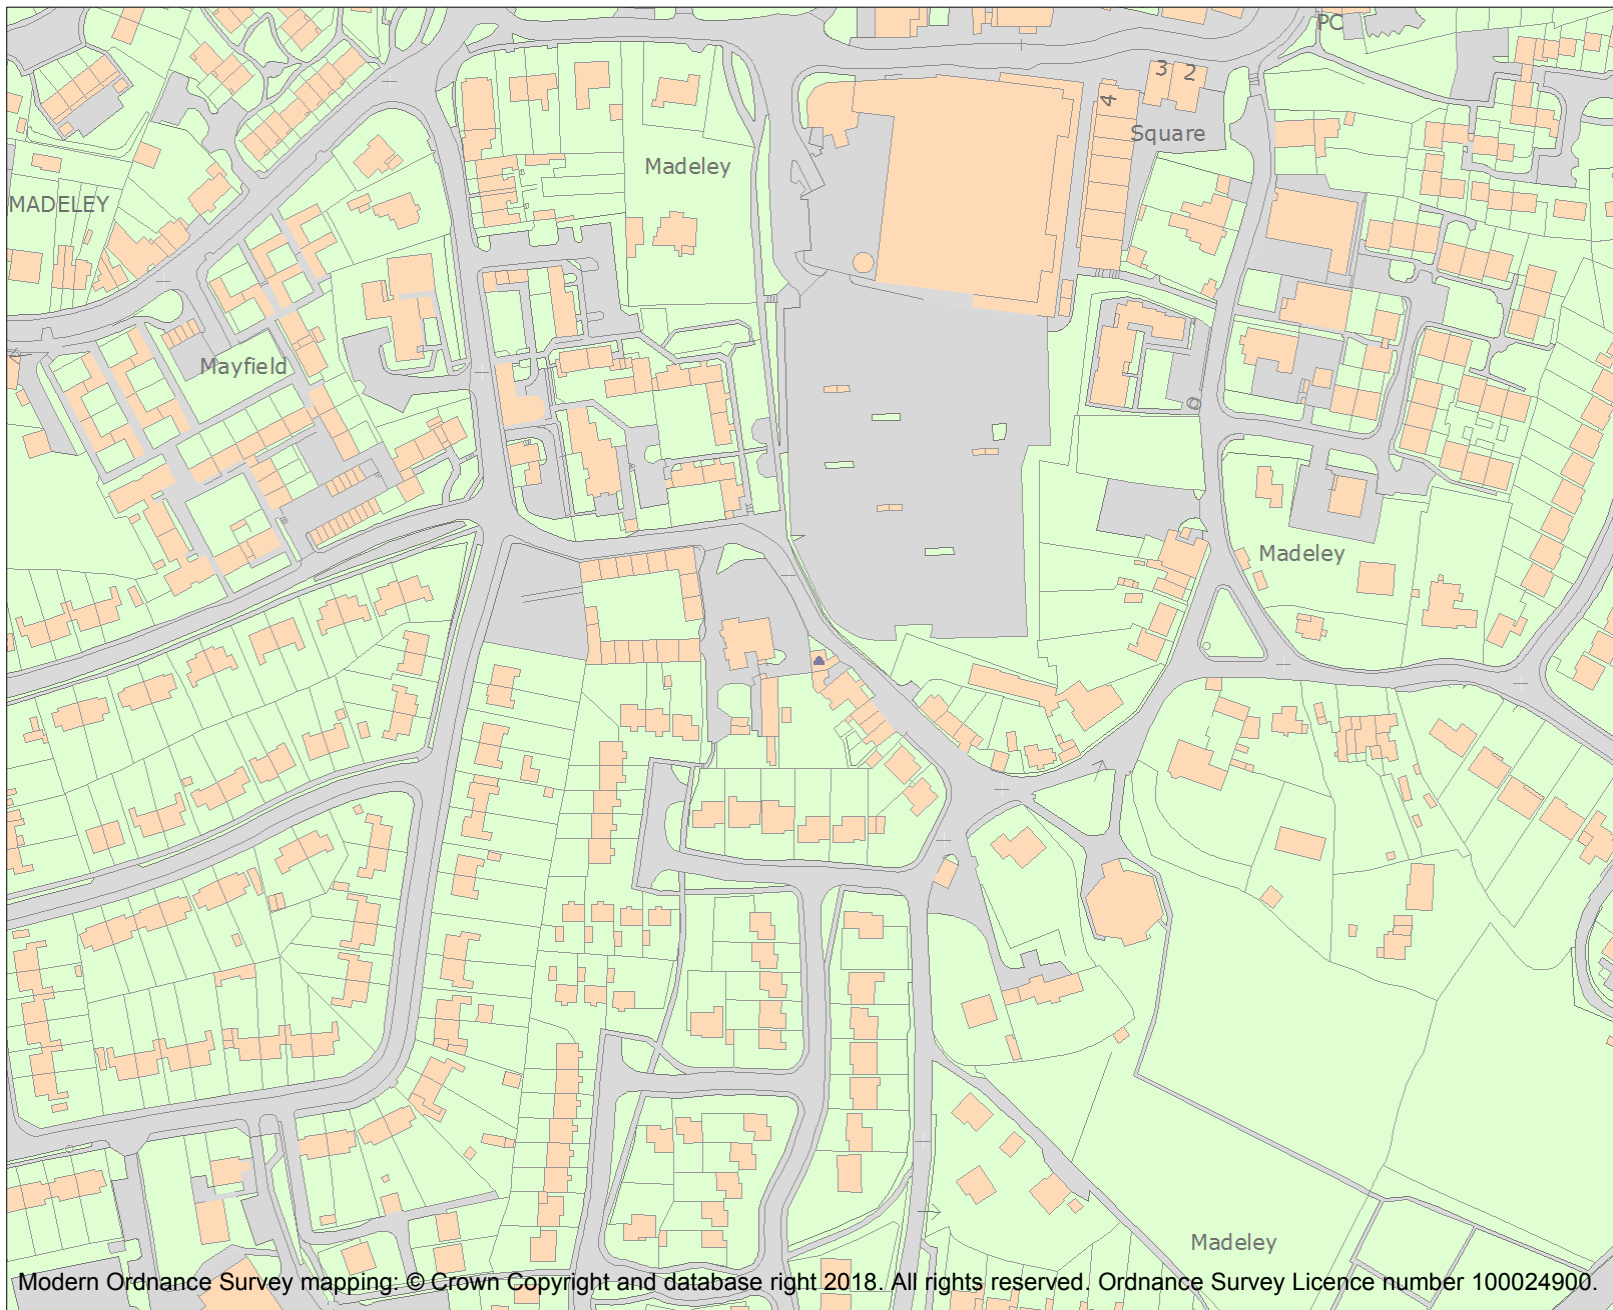 PC
3 2
4
Square
Madeley
MADELEY
Mayfield
Madeley
Madeley
Modern Ordnance Survey mapping: © Crown Copyright and database right 2018. All rights reserved. Ordnance Survey Licence number 100024900.